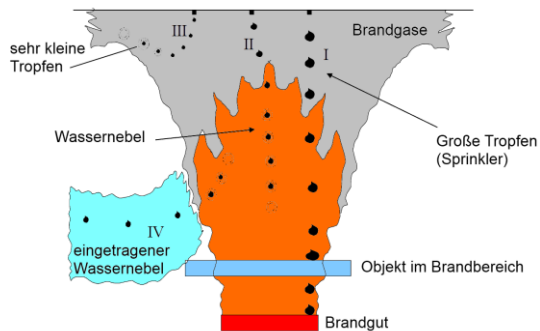 III
Brandgase
sehr kleine
Tropfen
II
I
Wassernebel
Große Tropfen
(Sprinkler)
IV
eingetragener
Wassernebel
Objekt im Brandbereich
Brandgut